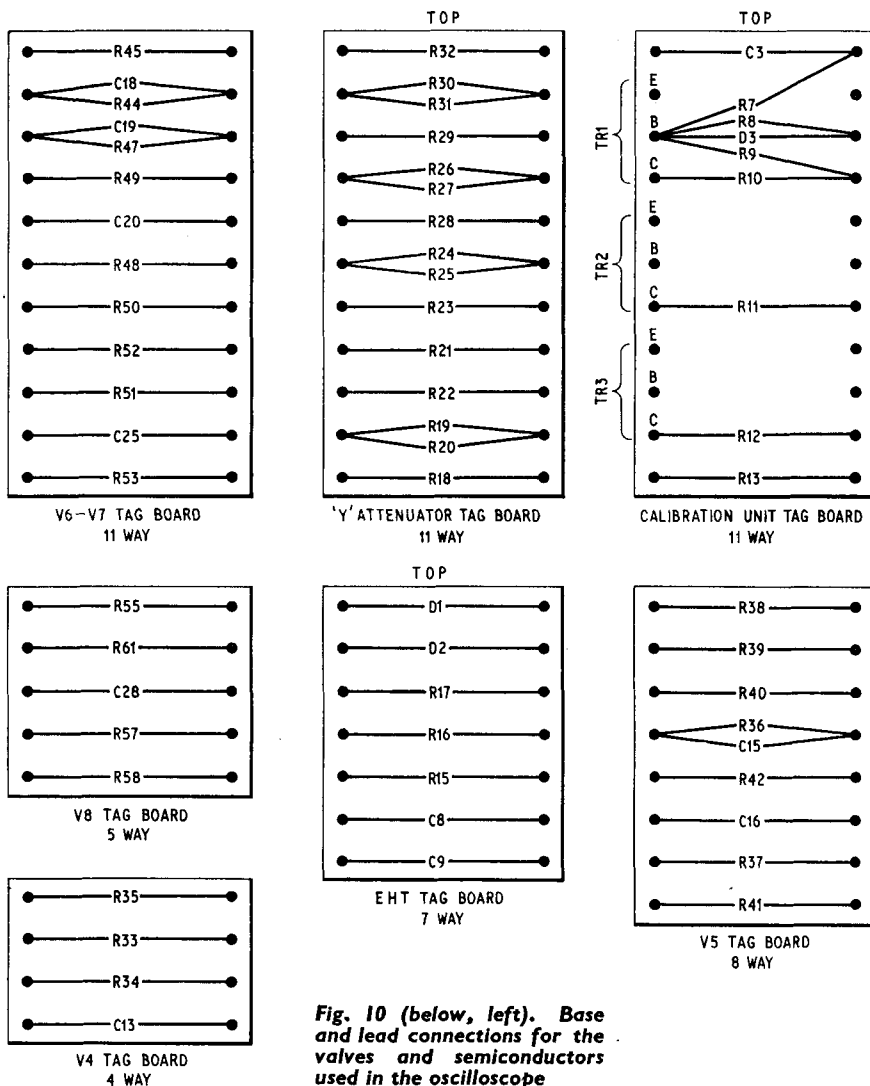 TOP
TOP
R45
C18
R44
C19
R47
R49
C20
R48
R50
R52
R51
C25
R53
V6-V7 TAG BOARD
11 WAY
R32
R30
R31
R29
R26
R27
R28
R24
R25
R23
R21
R22
R19
R20
R18
'Y' ATTENUATOR TAG BOARD
11 WAY
C3
E
R7
B
R8
D3
R9
C
R10
TR1
E
B
C
R11
TR2
E
B
C
R12
TR3
R13
CALIBRATION UNIT TAG BOARD
11 WAY
R55
R61
C28
R57
R58
V8 TAG BOARD
5 WAY
TOP
D1
D2
R17
R16
R15
C8
C9
EHT TAG BOARD
7 WAY
R38
R39
R40
R36
C15
R42
C16
R37
R41
V5 TAG BOARD
8 WAY
R35
R33
R34
C13
V4 TAG BOARD
4 WAY
Fig. 10 (below, left). Base
and lead connections for the
valves and semiconductors
used in the oscilloscope